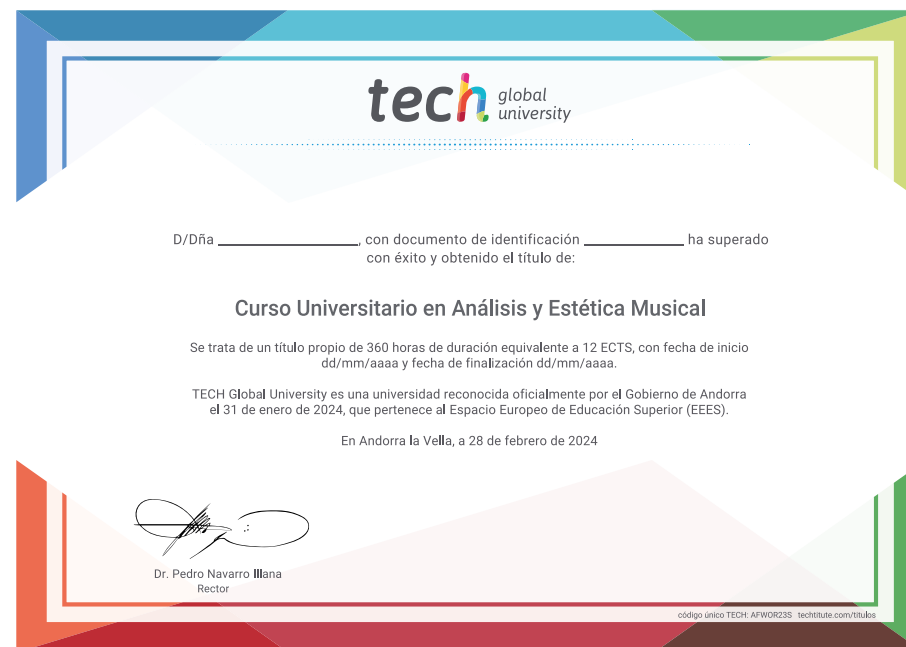 tech global university
D/Dña ____________________, con documento de identificación ______________ ha superado
con éxito y obtenido el título de:
Curso Universitario en Análisis y Estética Musical
Se trata de un título propio de 360 horas de duración equivalente a 12 ECTS, con fecha de inicio
dd/mm/aaaa y fecha de finalización dd/mm/aaaa.
TECH Global University es una universidad reconocida oficialmente por el Gobierno de Andorra
el 31 de enero de 2024, que pertenece al Espacio Europeo de Educación Superior (EEES).
En Andorra la Vella, a 28 de febrero de 2024
Dr. Pedro Navarro Illana
Rector
código único TECH: AFWOR23S techtitute.com/titulos